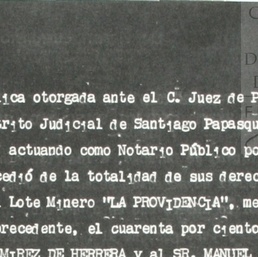 ica otorgada ante el C. Juez de P
rito Judicial de Santiago Papasqu
actuando como Notario Público po
cedió de la totalidad de sus derec
Lote Minero "LA PROVIDENCIA", me
recedente, el cuarenta por ciento
MIREZ DE HERRERA y al SR. MANUEL